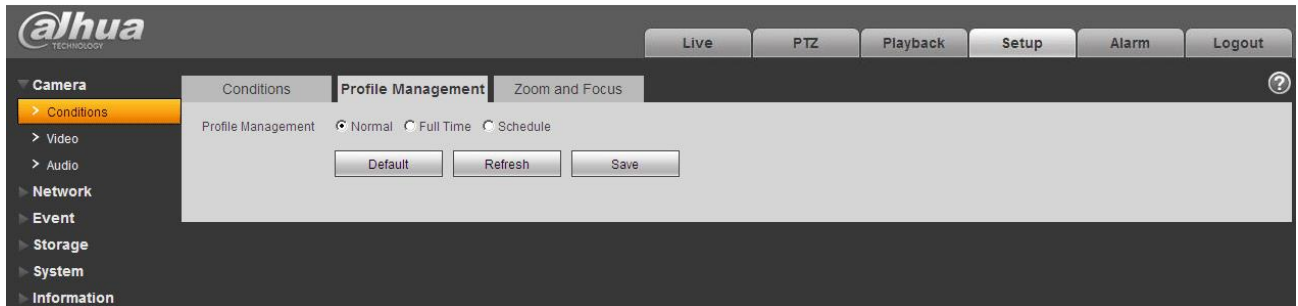 alhua
TECHNOLOGY
Live PTZ Playback Setup Alarm Logout
Camera
Conditions Profile Management Zoom and Focus
?
> Conditions
Profile Management Normal Full Time Schedule
> Video
Default Refresh Save
> Audio
Network
Event
Storage
System
Information